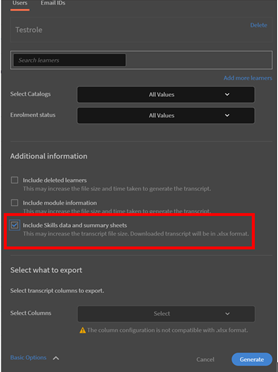 Users Email IDs
Testrole Delete
Search learners
Add more learners
Select Catalogs All Values
Enrolment status All Values
Additional information
Include deleted learners
This may increase the file size and time taken to generate the transcript.
Include module information
This may increase the file size and time taken to generate the transcript.
Include Skills data and summary sheets
This may increase the transcript file size. Downloaded transcript will be in .xlsx format.
Select what to export
Select transcript columns to export.
Select Columns Select
The column configuration is not compatible with .xlsx format.
Basic Options Cancel Generate